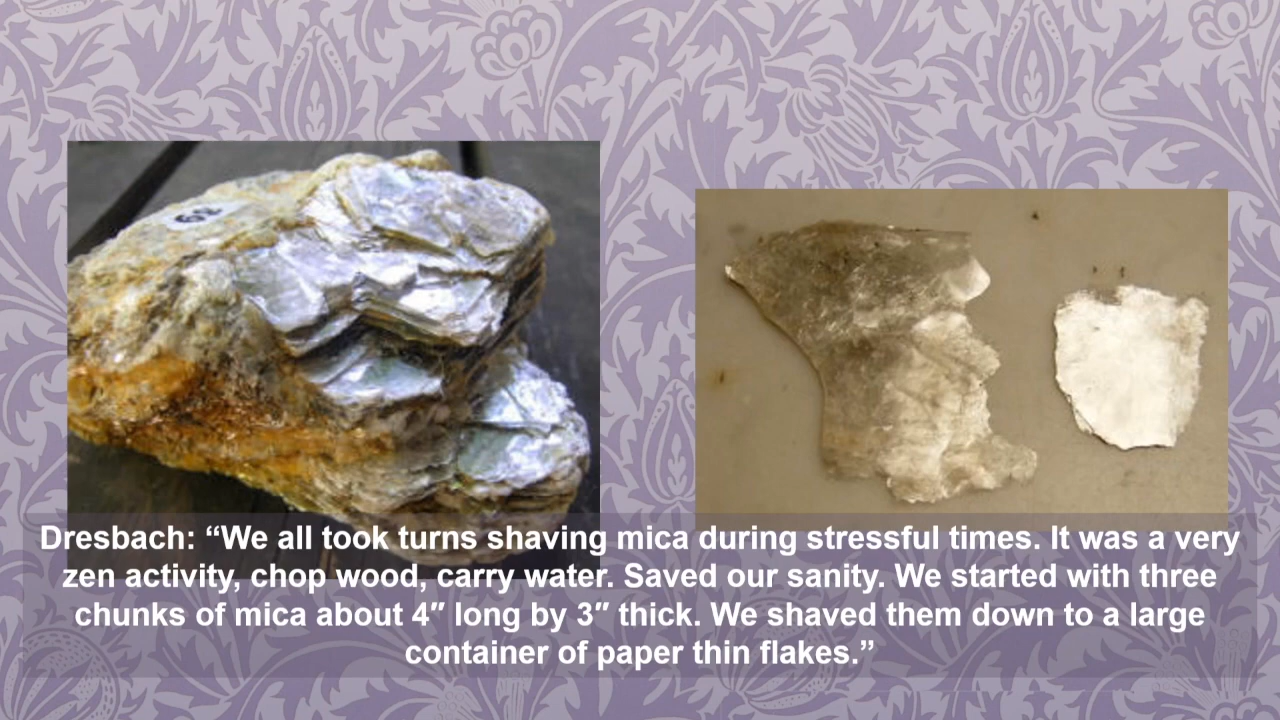 Dresbach: “We all took turns shaving mica during stressful times. It was a very
zen activity, chop wood, carry water. Saved our sanity. We started with three
chunks of mica about 4″ long by 3″ thick. We shaved them down to a large
container of paper thin flakes.”